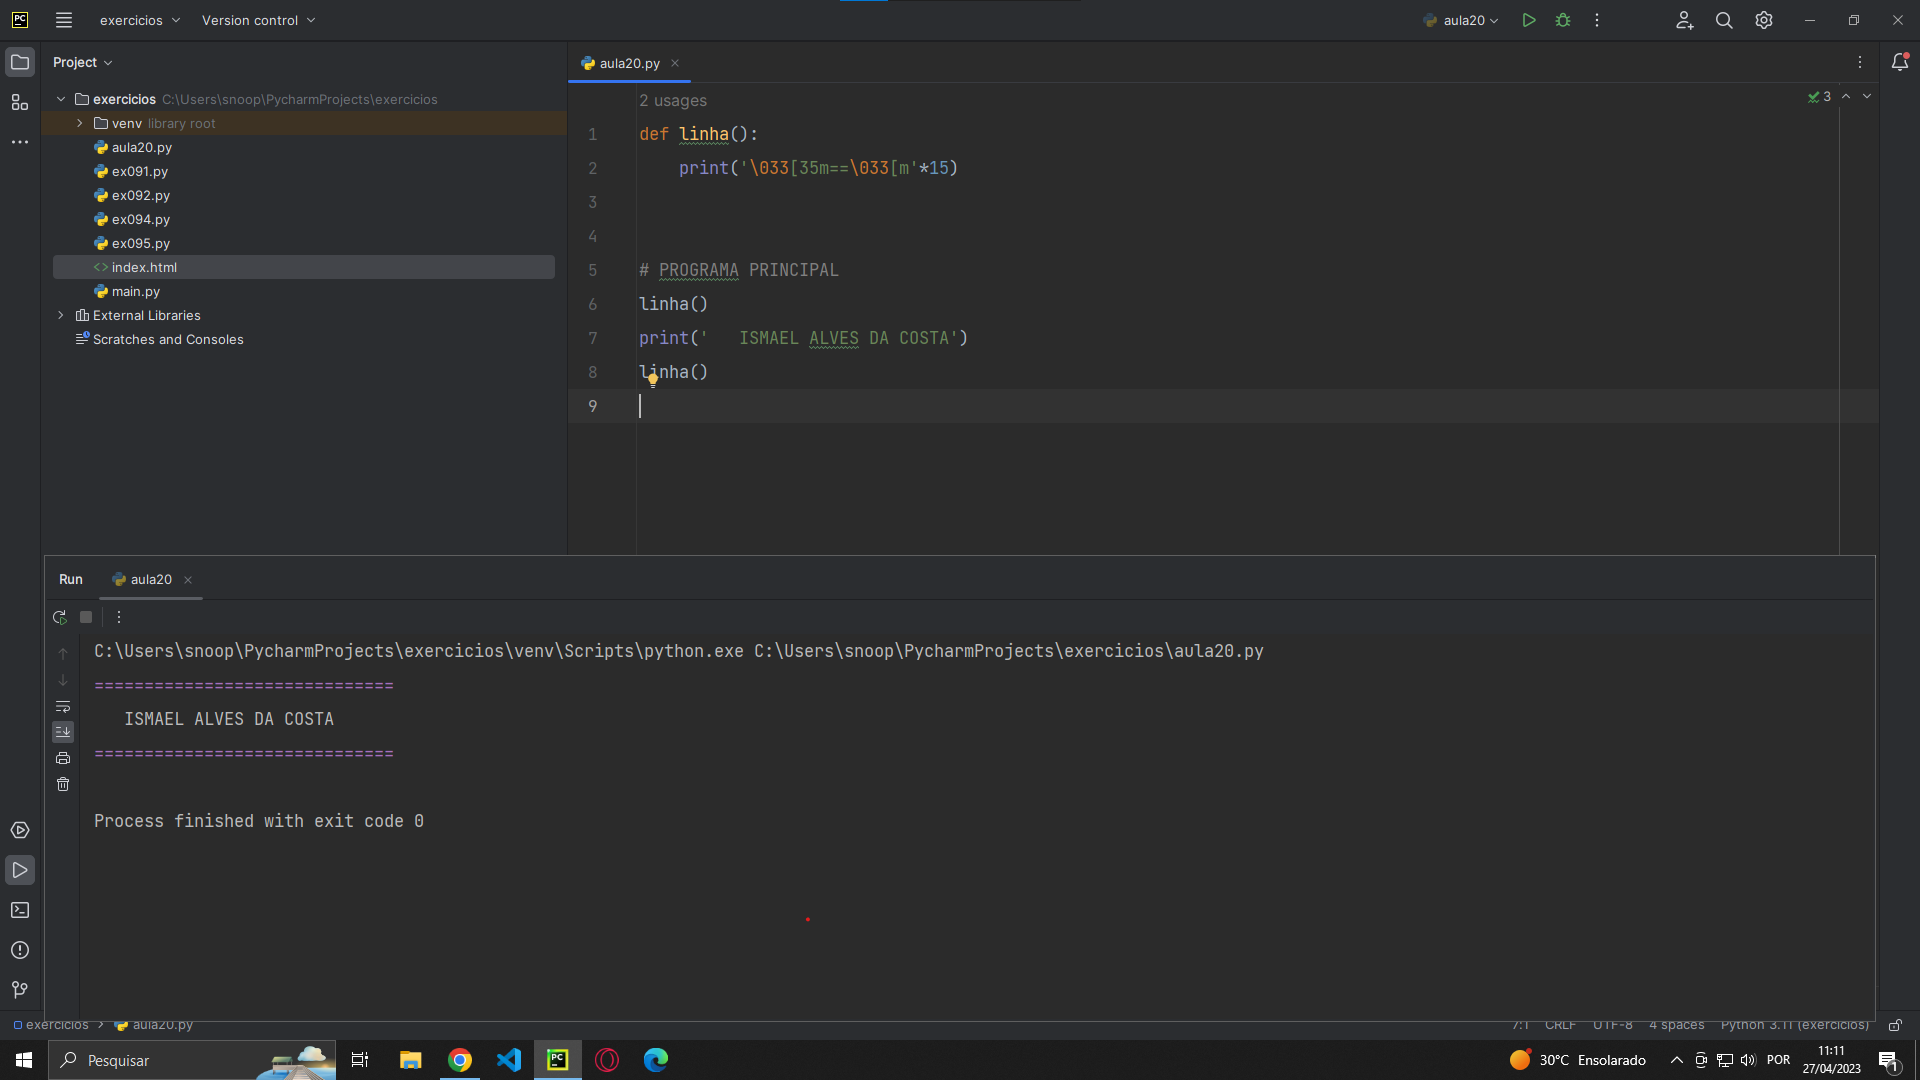 PC
exercicios
Version control
aula20
Project
aula20.py
exercicios C:\Users\snoop\PycharmProjects\exercicios
venv library root
aula20.py
ex091.py
ex092.py
ex094.py
ex095.py
<> index.html
main.py
External Libraries
Scratches and Consoles
2 usages
3
1 def linha():
2     print('\033[35m==\033[m'*15)
3
4
5 # PROGRAMA PRINCIPAL
6 linha()
7 print('   ISMAEL ALVES DA COSTA')
8 linha()
9
Run
aula20
C:\Users\snoop\PycharmProjects\exercicios\venv\Scripts\python.exe C:\Users\snoop\PycharmProjects\exercicios\aula20.py
==============================
   ISMAEL ALVES DA COSTA
==============================
Process finished with exit code 0
exercicios > aula20.py
7:1 CRLF UTF-8 4 spaces Python 3.11 (exercicios)
Pesquisar
PC
30°C Ensolarado
POR
11:11
27/04/2023
1